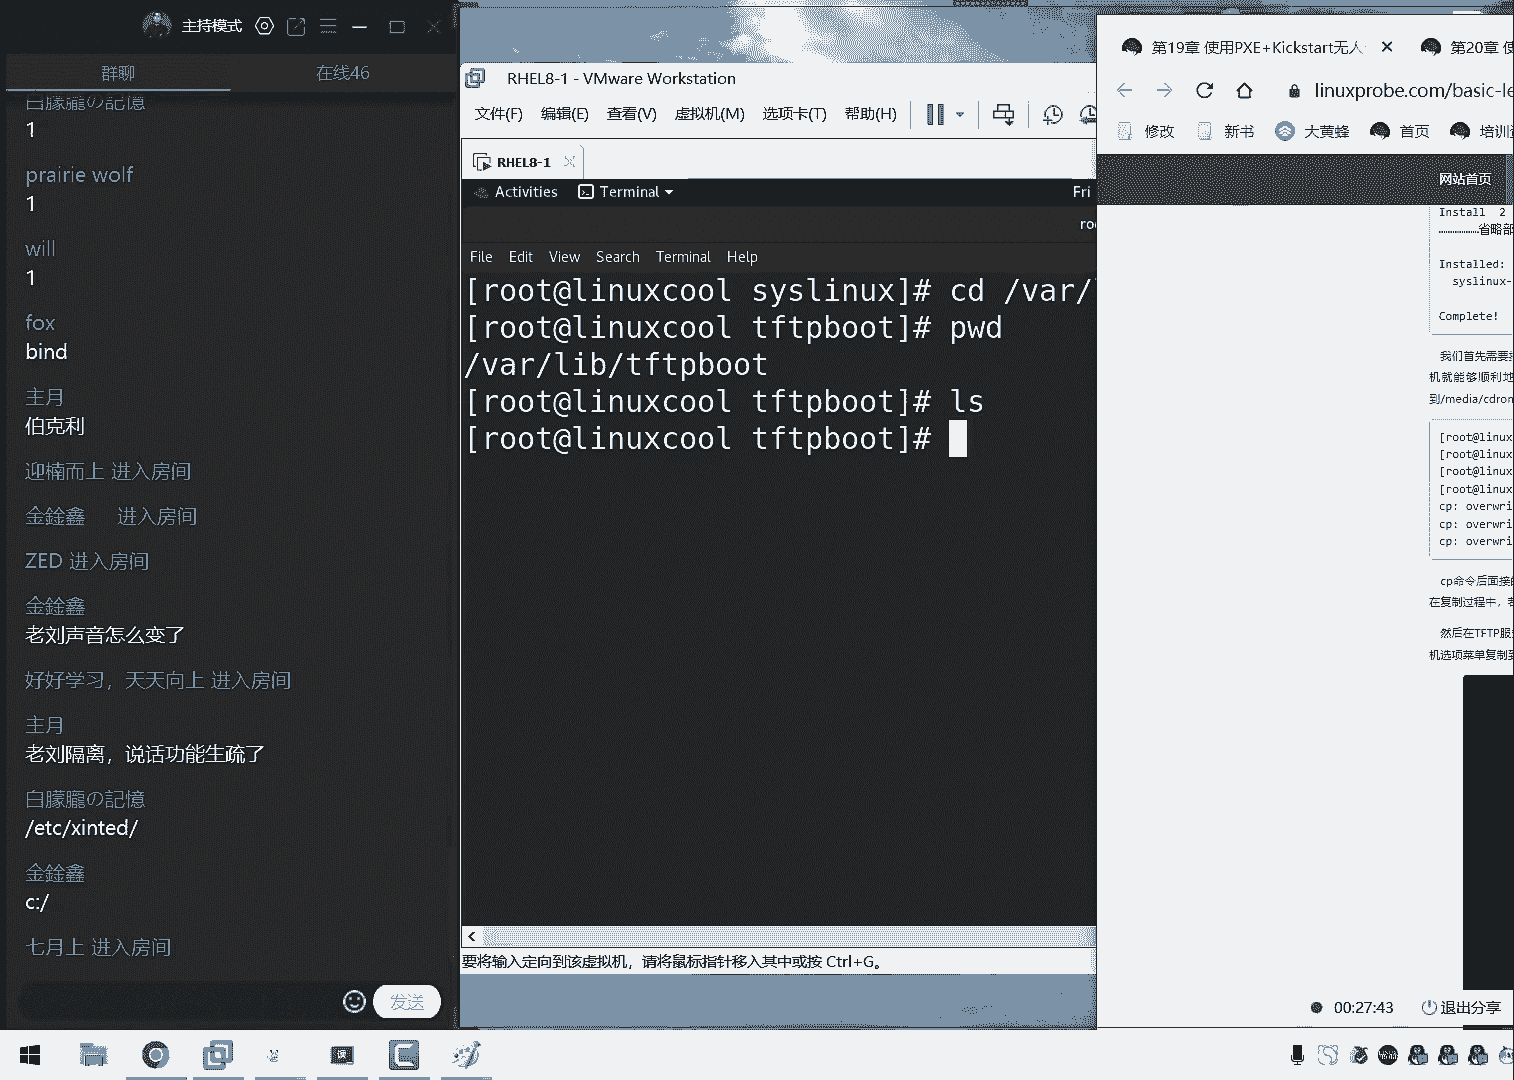 主持模式
群聊
在线46
白朦朧の記憶
1
prairie wolf
1
will
1
fox
bind
主月
伯克利
迎楠而上 进入房间
金銓鑫 进入房间
ZED 进入房间
金銓鑫
老刘声音怎么变了
好好学习，天天向上 进入房间
主月
老刘隔离，说话功能生疏了
白朦朧の記憶
/etc/xinted/
金銓鑫
c:/
七月上 进入房间
发送
RHEL8-1 - VMware Workstation
文件(F) 编辑(E) 查看(V) 虚拟机(M) 选项卡(T) 帮助(H)
RHEL8-1
Activities Terminal Fri
File Edit View Search Terminal Help
[root@linuxcool syslinux]# cd /var/
[root@linuxcool tftpboot]# pwd
/var/lib/tftpboot
[root@linuxcool tftpboot]# ls
[root@linuxcool tftpboot]#
要将输入定向到该虚拟机，请将鼠标指针移入其中或按 Ctrl+G。
第19章 使用PXE+Kickstart无人 第20章 使
linuxprobe.com/basic-le
修改 新书 大黄蜂 首页 培训
网站首页
Install 2
………………省略部
Installed:
syslinux-
Complete!
我们首先需要
机就能够顺利地
到/media/cdrom
[root@linux
[root@linux
[root@linux
[root@linux
cp: overwri
cp: overwri
cp: overwri
cp命令后面接的
在复制过程中，
然后在TFTP服
机选项菜单复制到
00:27:43 退出分享